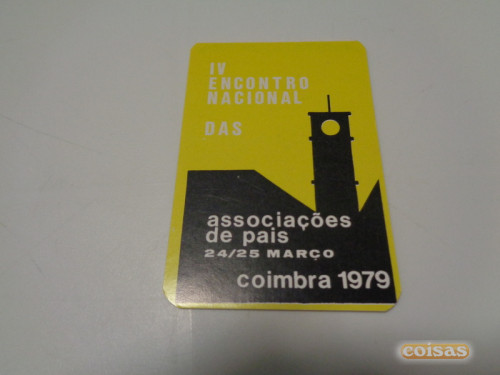 IV
ENCONTRO
NACIONAL
DAS
associações
de pais
24/25 MARÇO
coimbra 1979
coisas